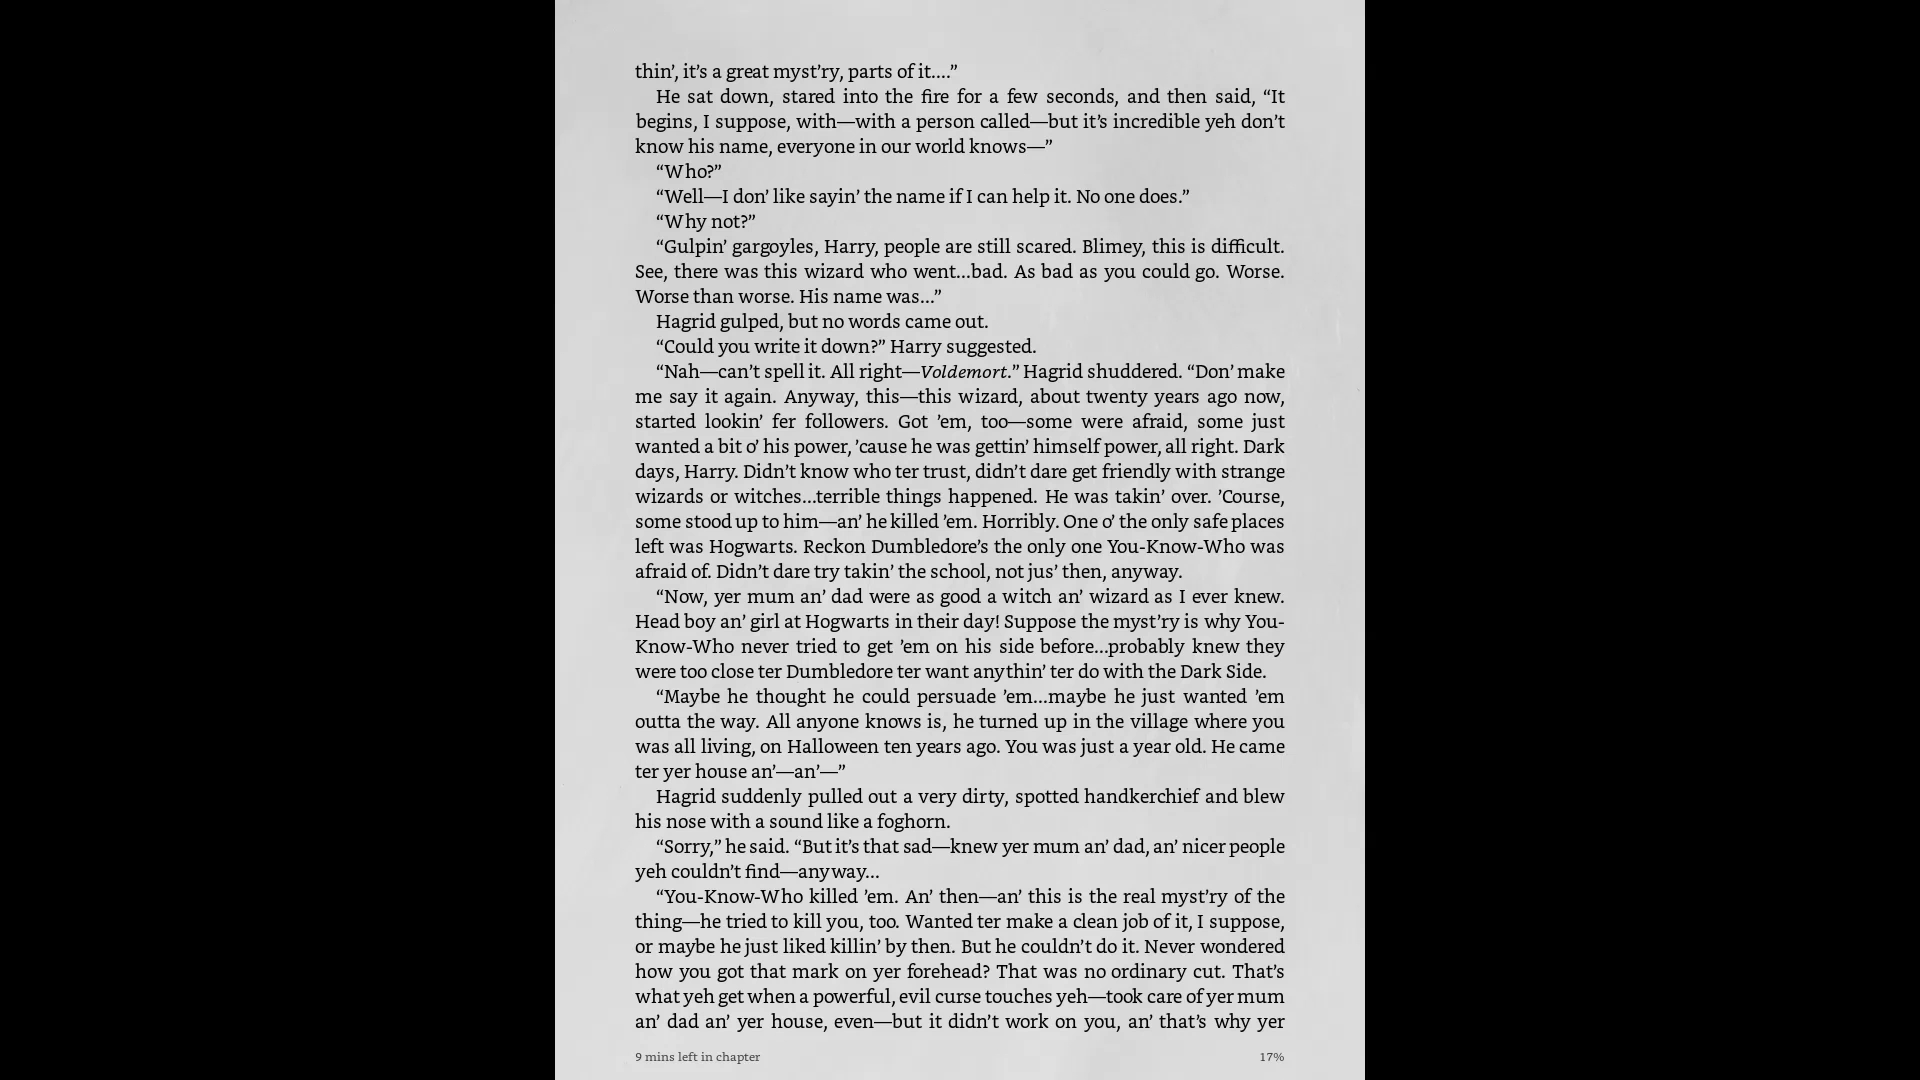 thin’, it’s a great myst’ry, parts of it....”
He sat down, stared into the fire for a few seconds, and then said, “It
begins, I suppose, with—with a person called—but it’s incredible yeh don’t
know his name, everyone in our world knows—”
“Who?”
“Well—I don’ like sayin’ the name if I can help it. No one does.”
“Why not?”
“Gulpin’ gargoyles, Harry, people are still scared. Blimey, this is difficult.
See, there was this wizard who went...bad. As bad as you could go. Worse.
Worse than worse. His name was...”
Hagrid gulped, but no words came out.
“Could you write it down?” Harry suggested.
“Nah—can’t spell it. All right—Voldemort.” Hagrid shuddered. “Don’ make
me say it again. Anyway, this—this wizard, about twenty years ago now,
started lookin’ fer followers. Got ’em, too—some were afraid, some just
wanted a bit o’ his power, ’cause he was gettin’ himself power, all right. Dark
days, Harry. Didn’t know who ter trust, didn’t dare get friendly with strange
wizards or witches...terrible things happened. He was takin’ over. ’Course,
some stood up to him—an’ he killed ’em. Horribly. One o’ the only safe places
left was Hogwarts. Reckon Dumbledore’s the only one You-Know-Who was
afraid of. Didn’t dare try takin’ the school, not jus’ then, anyway.
“Now, yer mum an’ dad were as good a witch an’ wizard as I ever knew.
Head boy an’ girl at Hogwarts in their day! Suppose the myst’ry is why You-
Know-Who never tried to get ’em on his side before...probably knew they
were too close ter Dumbledore ter want anythin’ ter do with the Dark Side.
“Maybe he thought he could persuade ’em...maybe he just wanted ’em
outta the way. All anyone knows is, he turned up in the village where you
was all living, on Halloween ten years ago. You was just a year old. He came
ter yer house an’—an’—”
Hagrid suddenly pulled out a very dirty, spotted handkerchief and blew
his nose with a sound like a foghorn.
“Sorry,” he said. “But it’s that sad—knew yer mum an’ dad, an’ nicer people
yeh couldn’t find—anyway...
“You-Know-Who killed ’em. An’ then—an’ this is the real myst’ry of the
thing—he tried to kill you, too. Wanted ter make a clean job of it, I suppose,
or maybe he just liked killin’ by then. But he couldn’t do it. Never wondered
how you got that mark on yer forehead? That was no ordinary cut. That’s
what yeh get when a powerful, evil curse touches yeh—took care of yer mum
an’ dad an’ yer house, even—but it didn’t work on you, an’ that’s why yer
9 mins left in chapter
17%